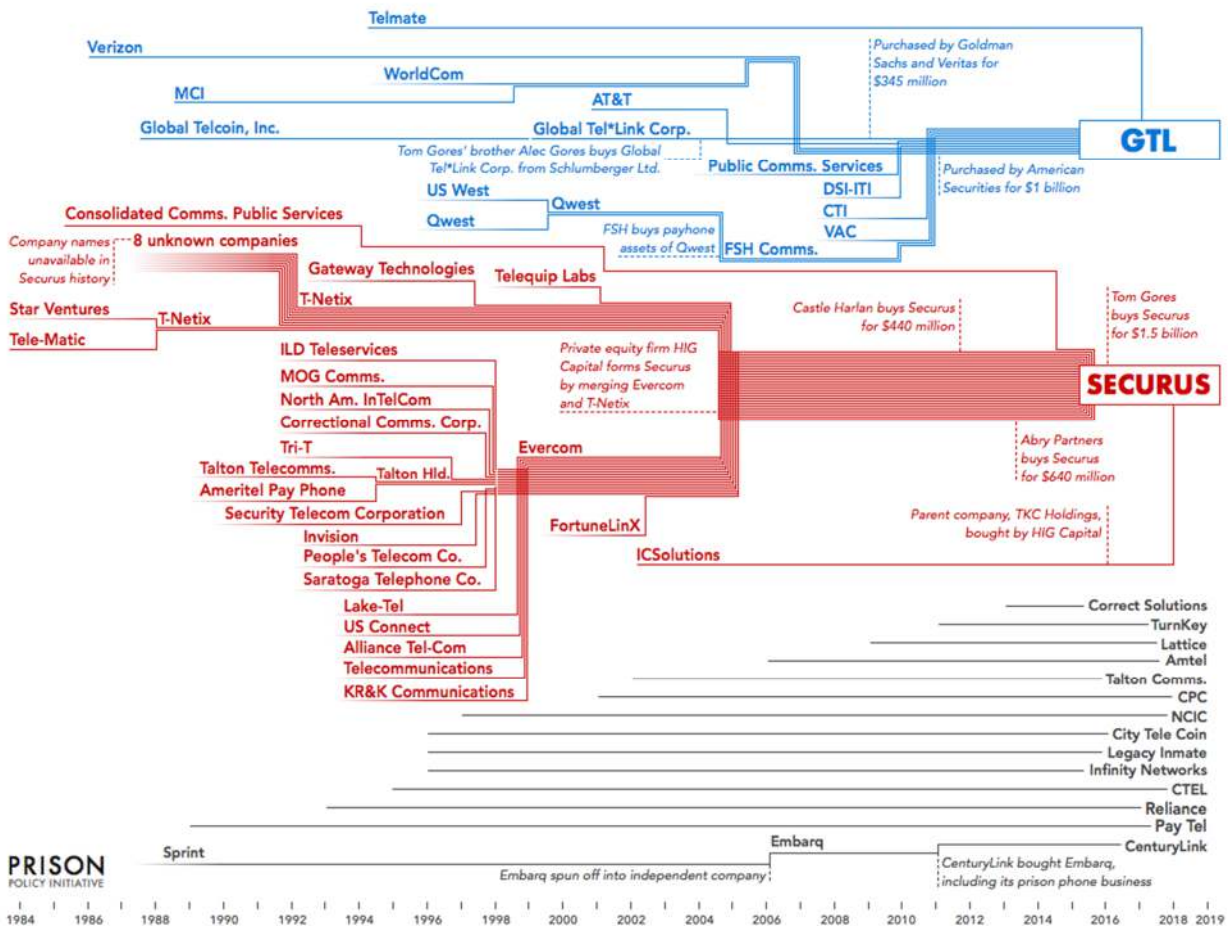 Telmate
Verizon
Purchased by Goldman
Sachs and Veritas for
$345 million
WorldCom
MCI
AT&T
Global Telcoin, Inc.
Global Tel*Link Corp.
GTL
Tom Gores' brother Alec Gores buys Global
Tel*Link Corp. from Schlumberger Ltd.
Public Comms. Services
Purchased by American
Securities for $1 billion
US West
Qwest
DSI-ITI
Qwest
CTI
VAC
FSH buys payhone
assets of Qwest
FSH Comms.
Consolidated Comms. Public Services
Company names
unavailable in
Securus history
8 unknown companies
Gateway Technologies
Telequip Labs
T-Netix
Star Ventures
T-Netix
Tele-Matic
Castle Harlan buys Securus
for $440 million
Tom Gores
buys Securus
for $1.5 billion
ILD Teleservices
Private equity firm HIG
Capital forms Securus
by merging Evercom
and T-Netix
MOG Comms.
SECURUS
North Am. InTelCom
Correctional Comms. Corp.
Tri-T
Evercom
Abry Partners
buys Securus
for $640 million
Talton Telecomms.
Talton Hld.
Ameritel Pay Phone
Security Telecom Corporation
FortuneLinX
Parent company, TKC Holdings,
bought by HIG Capital
Invision
People's Telecom Co.
ICSolutions
Saratoga Telephone Co.
Lake-Tel
US Connect
Alliance Tel-Com
Telecommunications
KR&K Communications
Correct Solutions
TurnKey
Lattice
Amtel
Talton Comms.
CPC
NCIC
City Tele Coin
Legacy Inmate
Infinity Networks
CTEL
Reliance
Pay Tel
Sprint
Embarq
CenturyLink
Embarq spun off into independent company
CenturyLink bought Embarq,
including its prison phone business
PRISON
POLICY INITIATIVE
1984 1986 1988 1990 1992 1994 1996 1998 2000 2002 2004 2006 2008 2010 2012 2014 2016 2018 2019